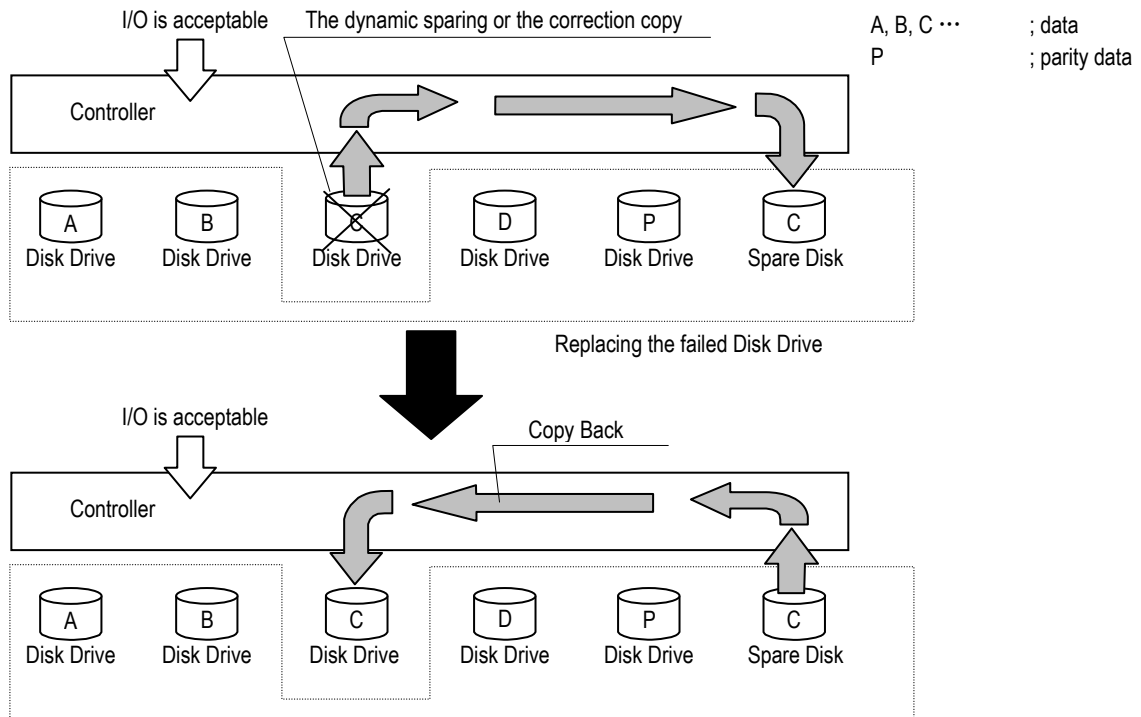 I/O is acceptable
The dynamic sparing or the correction copy
A, B, C ⋯ ; data
P ; parity data
Controller
A
B
C
D
P
C
Disk Drive
Disk Drive
Disk Drive
Disk Drive
Disk Drive
Spare Disk
Replacing the failed Disk Drive
I/O is acceptable
Copy Back
Controller
A
B
C
D
P
C
Disk Drive
Disk Drive
Disk Drive
Disk Drive
Disk Drive
Spare Disk